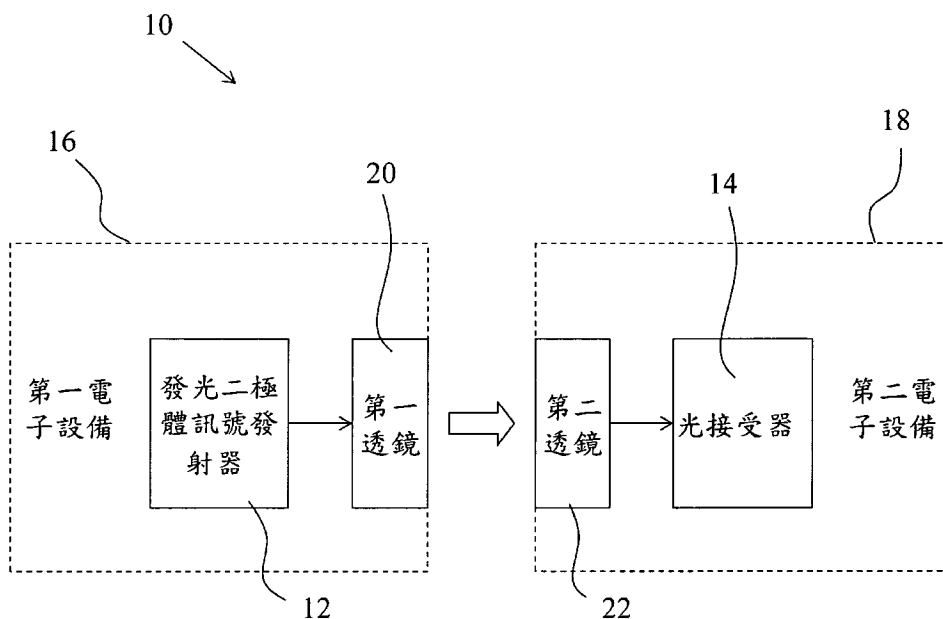 10
16
20
14
18
第一電
子設備
發光二極
體訊號發
射器
第一
透鏡
第二
透鏡
光接受器
第二電
子設備
12
22